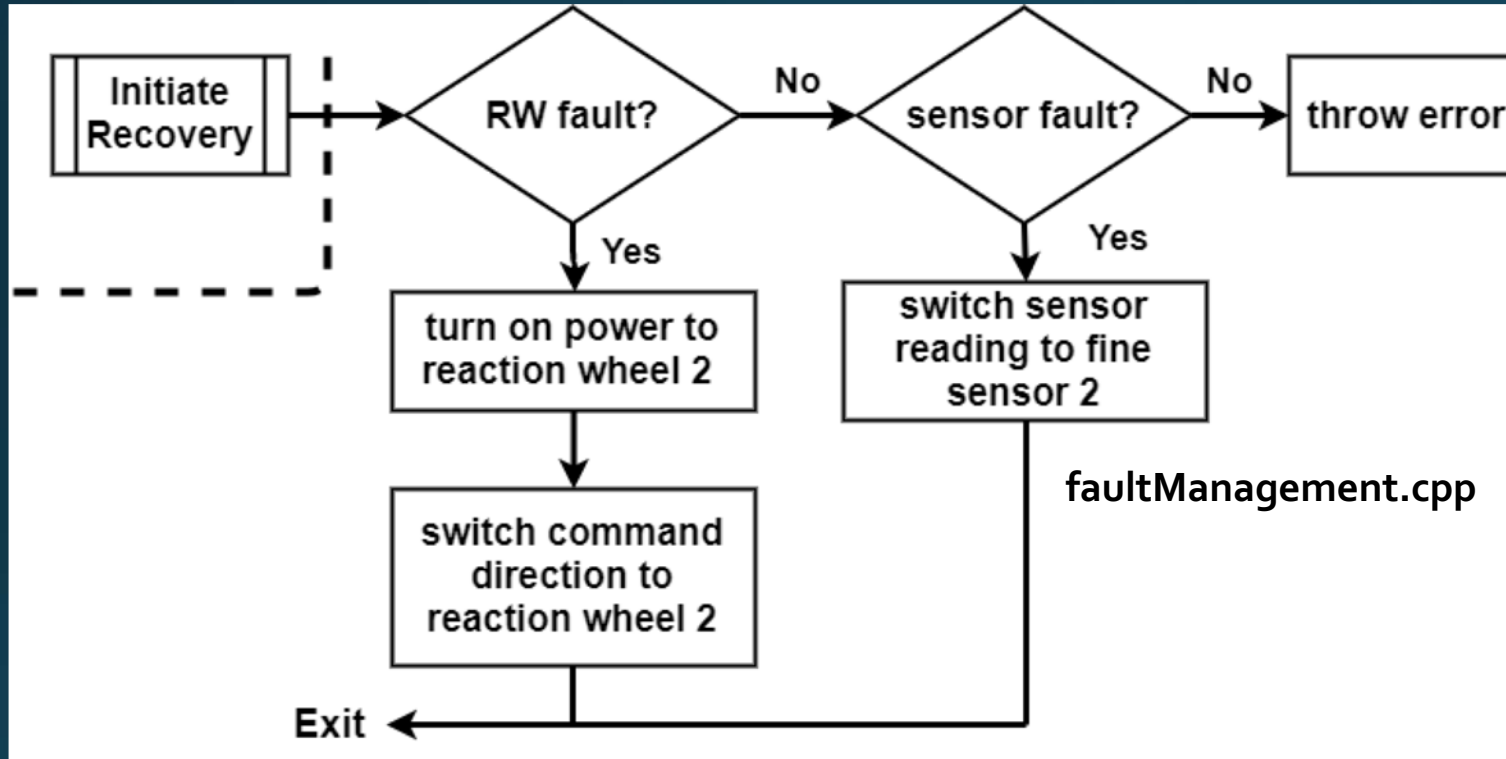 Initiate
Recovery
RW fault?
No
sensor fault?
No
throw error
Yes
Yes
turn on power to
reaction wheel 2
switch sensor
reading to fine
sensor 2
switch command
direction to
reaction wheel 2
faultManagement.cpp
Exit